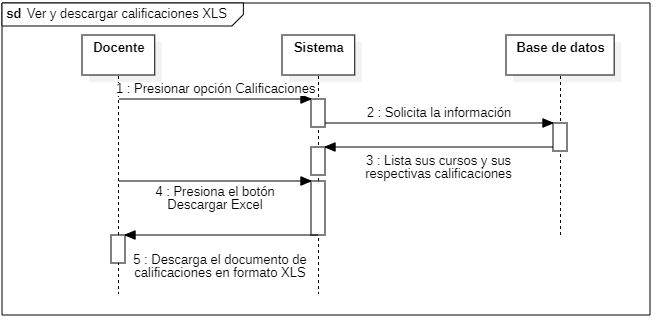 sd Ver y descargar calificaciones XLS
Docente
Sistema
Base de datos
1 : Presionar opción Calificaciones
2 : Solicita la información
3 : Lista sus cursos y sus
respectivas calificaciones
4 : Presiona el botón
Descargar Excel
5 : Descarga el documento de
calificaciones en formato XLS